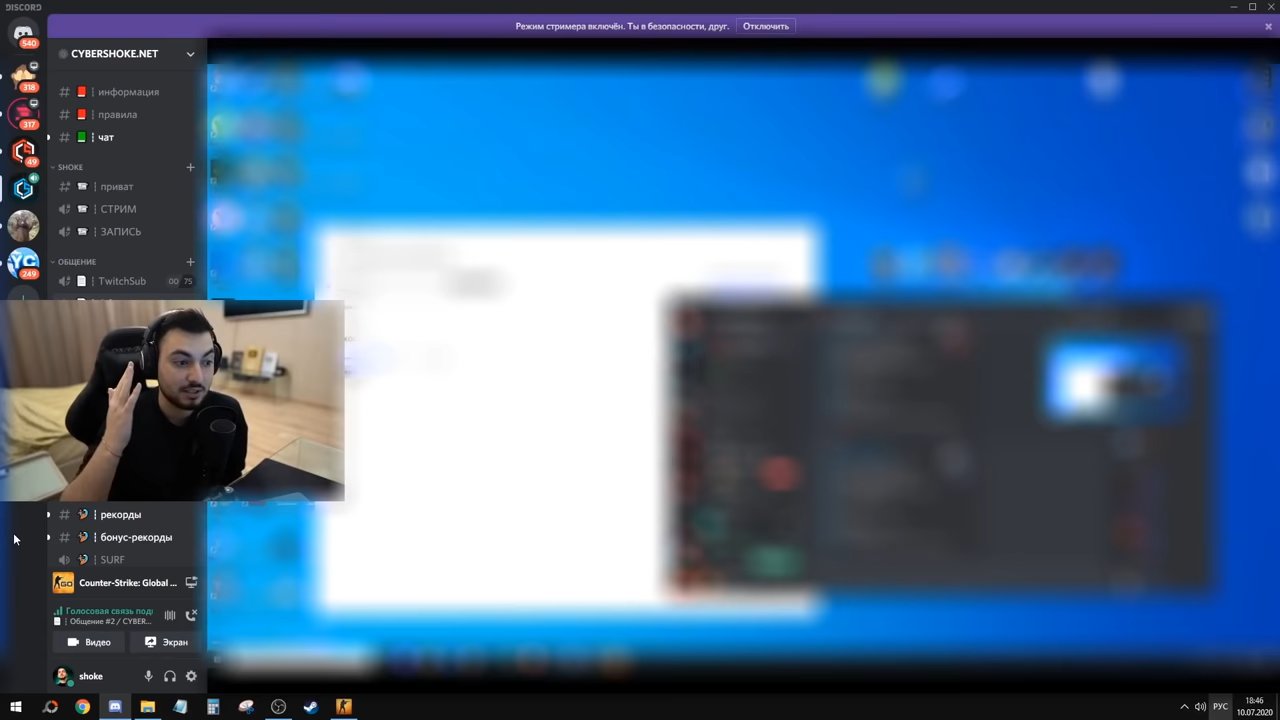 DISCORD
Режим стримера включён. Ты в безопасности, друг.
Отключить
540
CYBERSHOKE.NET
318
информация
правила
317
чат
49
SHOKE
приват
СТРИМ
ЗАПИСЬ
ОБЩЕНИЕ
249
TwitchSub
00 75
рекорды
бонус-рекорды
SURF
Counter-Strike: Global ...
Голосовая связь под
Общение #2 / CYBER...
Видео
Экран
shoke
РУС
18:46
10.07.2020